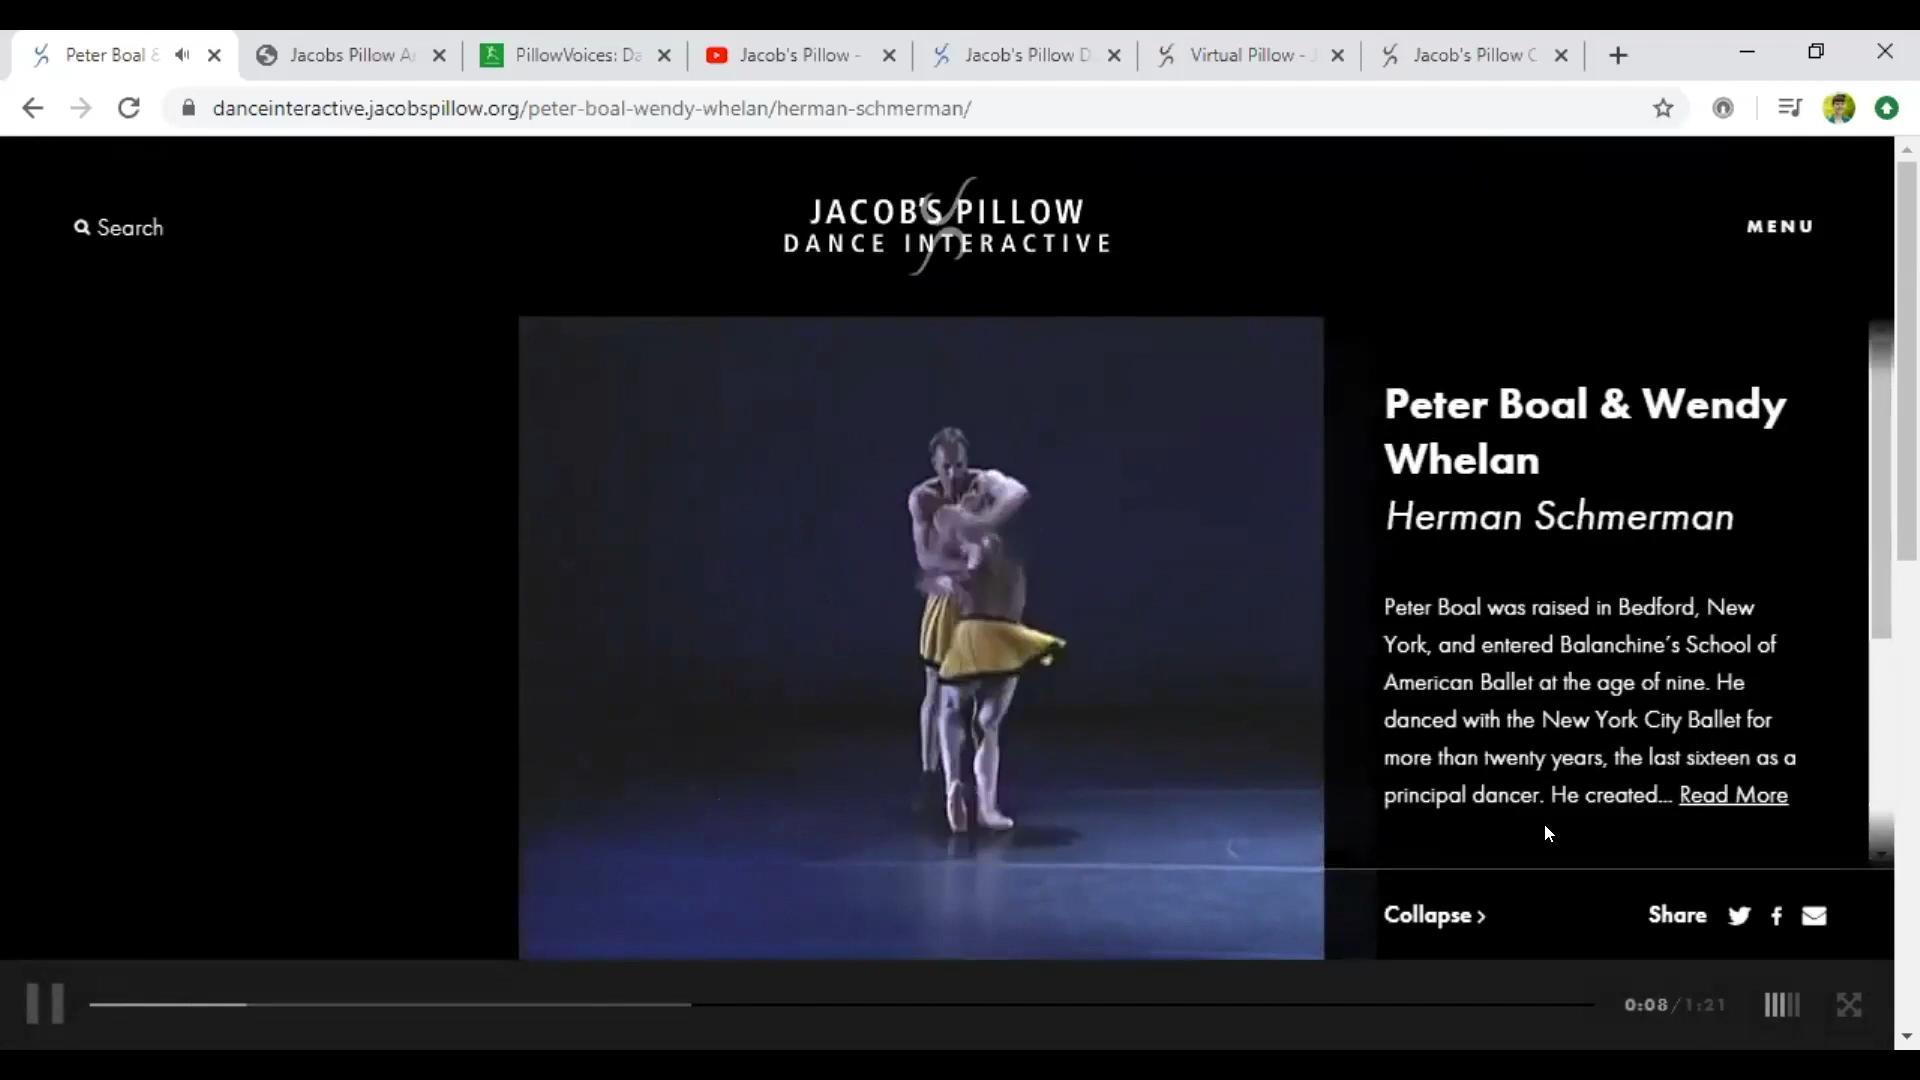 Peter Boal &
Jacobs Pillow A
PillowVoices: Da
Jacob's Pillow -
Jacob's Pillow D
Virtual Pillow - J
Jacob's Pillow C
danceinteractive.jacobspillow.org/peter-boal-wendy-whelan/herman-schmerman/
Search
JACOB'S PILLOW
DANCE INTERACTIVE
MENU
Peter Boal & Wendy
Whelan
Herman Schmerman
Peter Boal was raised in Bedford, New
York, and entered Balanchine's School of
American Ballet at the age of nine. He
danced with the New York City Ballet for
more than twenty years, the last sixteen as a
principal dancer. He created... Read More
Collapse >
Share
0:08/1:21